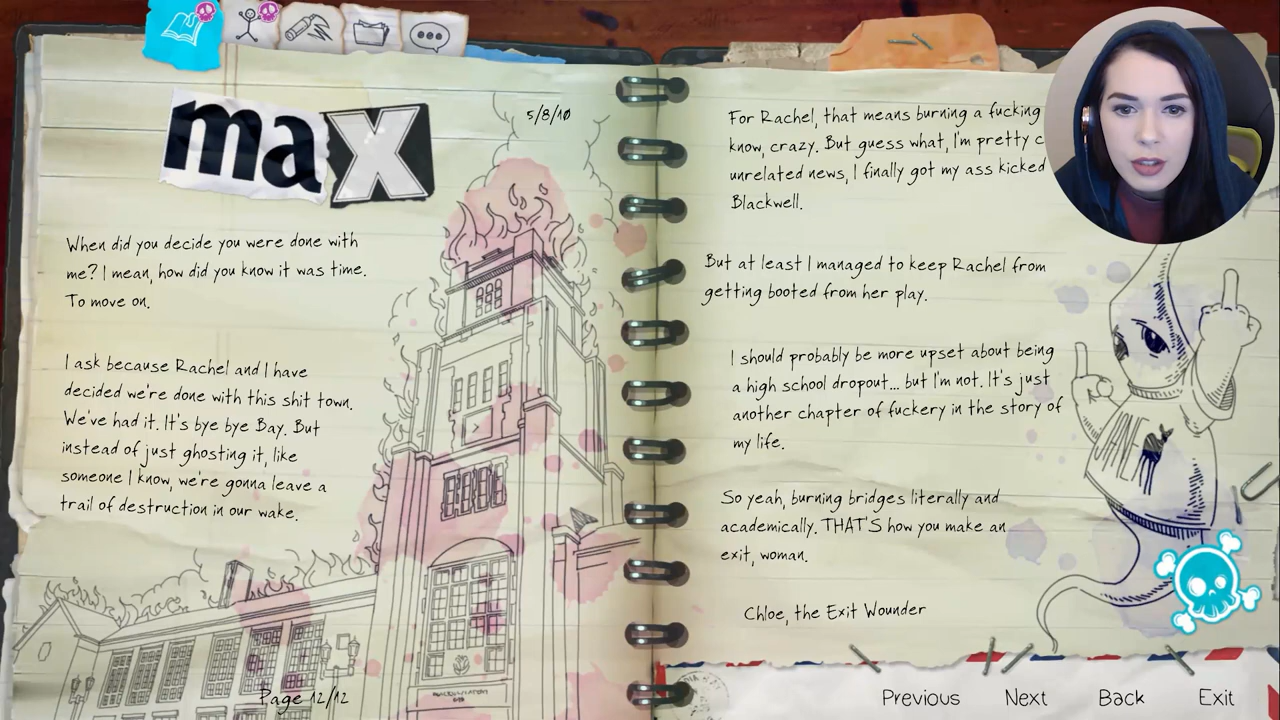 max
5/8/10
When did you decide you were done with
me? I mean, how did you know it was time.
To move on.
I ask because Rachel and I have
decided we're done with this shit town.
We've had it. It's bye bye Bay. But
instead of just ghosting it, like
someone I know, we're gonna leave a
trail of destruction in our wake.
Page 12/12
For Rachel, that means burning a fucking
know, crazy. But guess what, I'm pretty
unrelated news, I finally got my ass kicked
Blackwell.
But at least I managed to keep Rachel from
getting booted from her play.
I should probably be more upset about being
a high school dropout... but I'm not. It's just
another chapter of fuckery in the story of
my life.
So yeah, burning bridges literally and
academically. THAT'S how you make an
exit, woman.
Chloe, the Exit Wounder
Previous
Next
Back
Exit